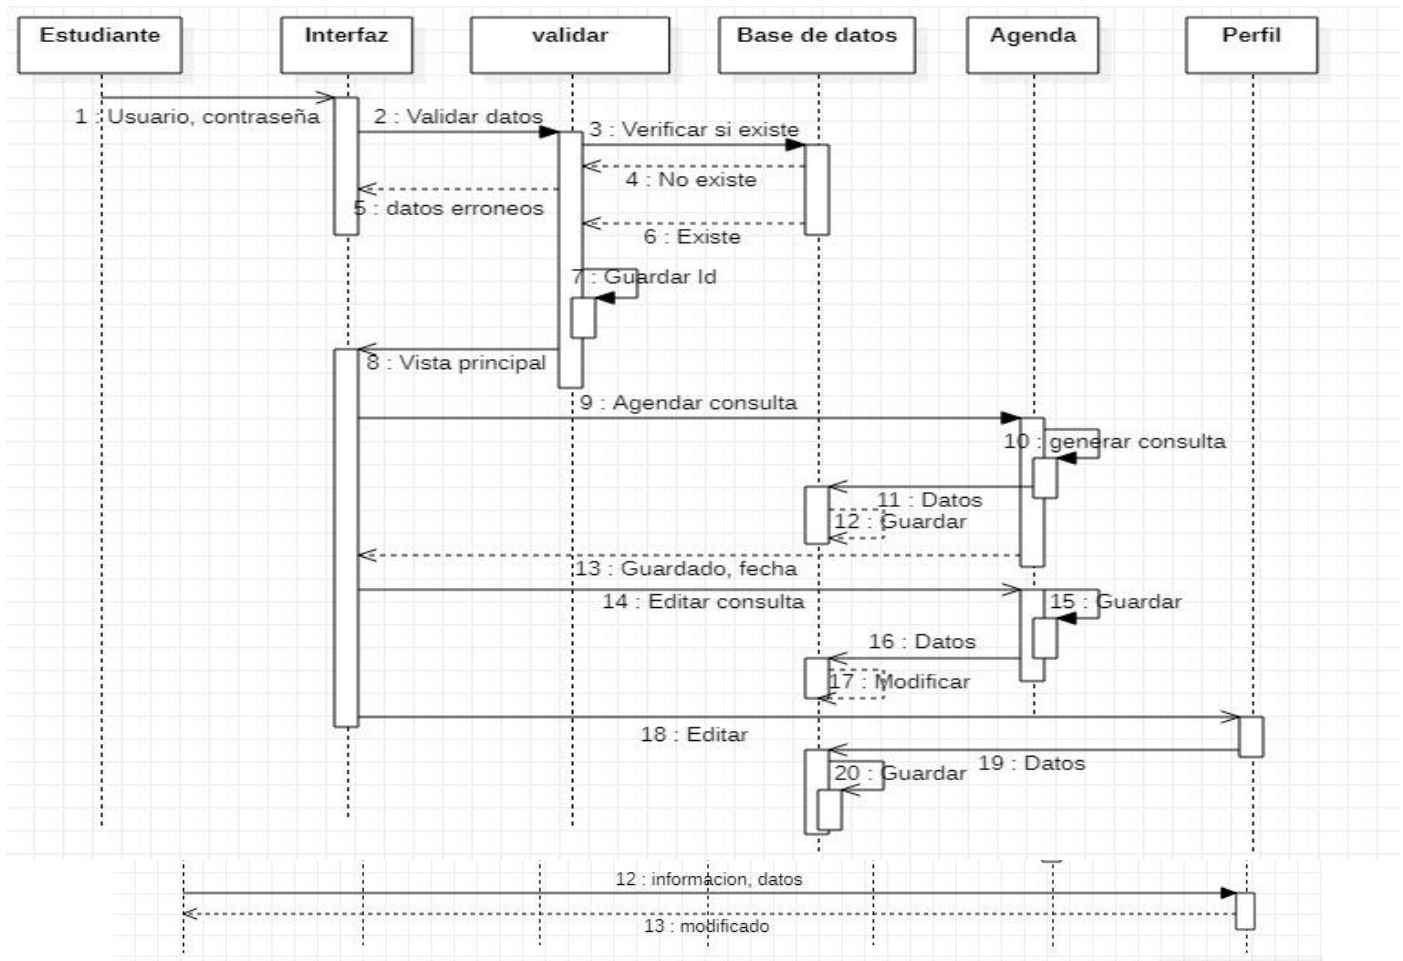 Estudiante
Interfaz
validar
Base de datos
Agenda
Perfil
1 : Usuario, contraseña
2 : Validar datos
3 : Verificar si existe
4 : No existe
5 : datos erroneos
6 : Existe
7 : Guardar Id
8 : Vista principal
9 : Agendar consulta
10 : generar consulta
11 : Datos
12 : Guardar
13 : Guardado, fecha
14 : Editar consulta
15 : Guardar
16 : Datos
17 : Modificar
18 : Editar
19 : Datos
20 : Guardar
12 : informacion, datos
13 : modificado